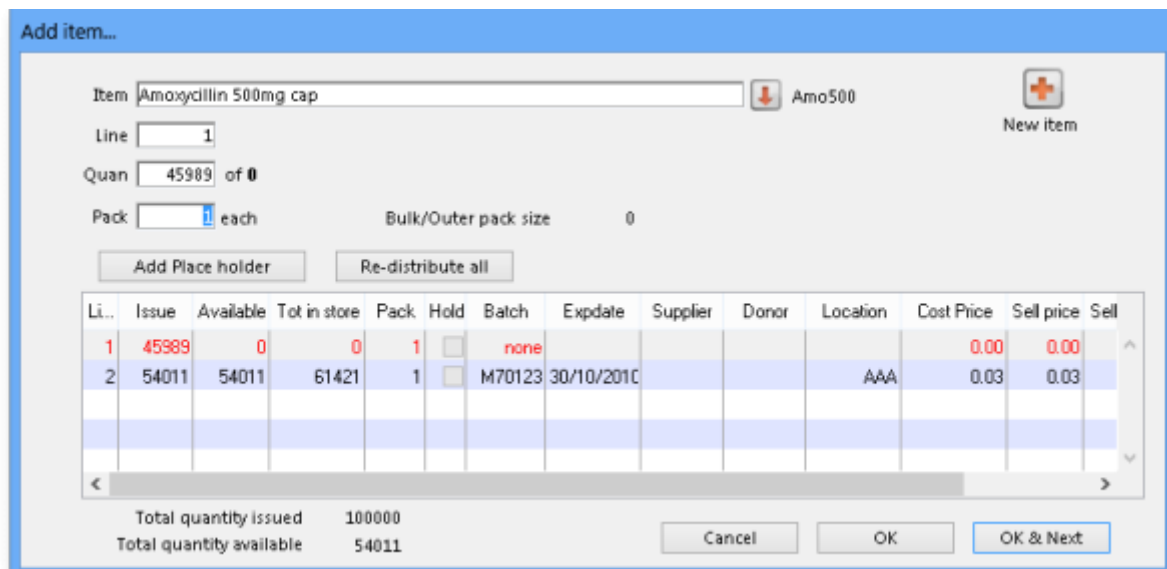 Add item...
Item Amoxycillin 500mg cap Amo500
New item
Line 1
Quan 45989 of 0
Pack 1 each Bulk/Outer pack size 0
Add Place holder Re-distribute all
Li... Issue Available Tot in store Pack Hold Batch Expdate Supplier Donor Location Cost Price Sell price Sell
1 45989 0 0 1 none 0.00 0.00
2 54011 54011 61421 1 M70123 30/10/2010 AAA 0.03 0.03
Total quantity issued 100000
Total quantity available 54011
Cancel OK OK & Next